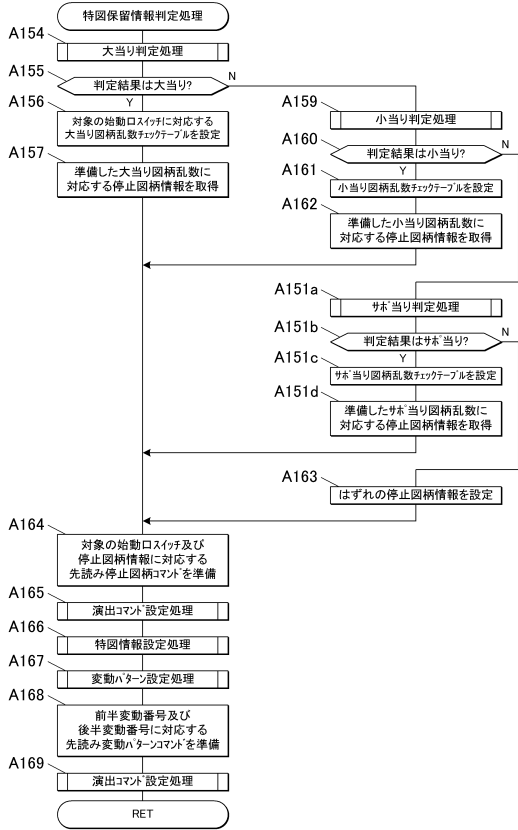 特図保留情報判定処理
A154
大当り判定処理
A155
判定結果は大当り?
N
Y
A156
対象の始動口スイッチに対応する
大当り図柄乱数チェックテーブルを設定
A157
準備した大当り図柄乱数に
対応する停止図柄情報を取得
A159
小当り判定処理
A160
判定結果は小当り?
N
Y
A161
小当り図柄乱数チェックテーブルを設定
A162
準備した小当り図柄乱数に
対応する停止図柄情報を取得
A151a
サポ当り判定処理
A151b
判定結果はサポ当り?
N
Y
A151c
サポ当り図柄乱数チェックテーブルを設定
A151d
準備したサポ当り図柄乱数に
対応する停止図柄情報を取得
A163
はずれの停止図柄情報を設定
A164
対象の始動口スイッチ及び
停止図柄情報に対応する
先読み停止図柄コマンドを準備
A165
演出コマンド設定処理
A166
特図情報設定処理
A167
変動パターン設定処理
A168
前半変動番号及び
後半変動番号に対応する
先読み変動パターンコマンドを準備
A169
演出コマンド設定処理
RET